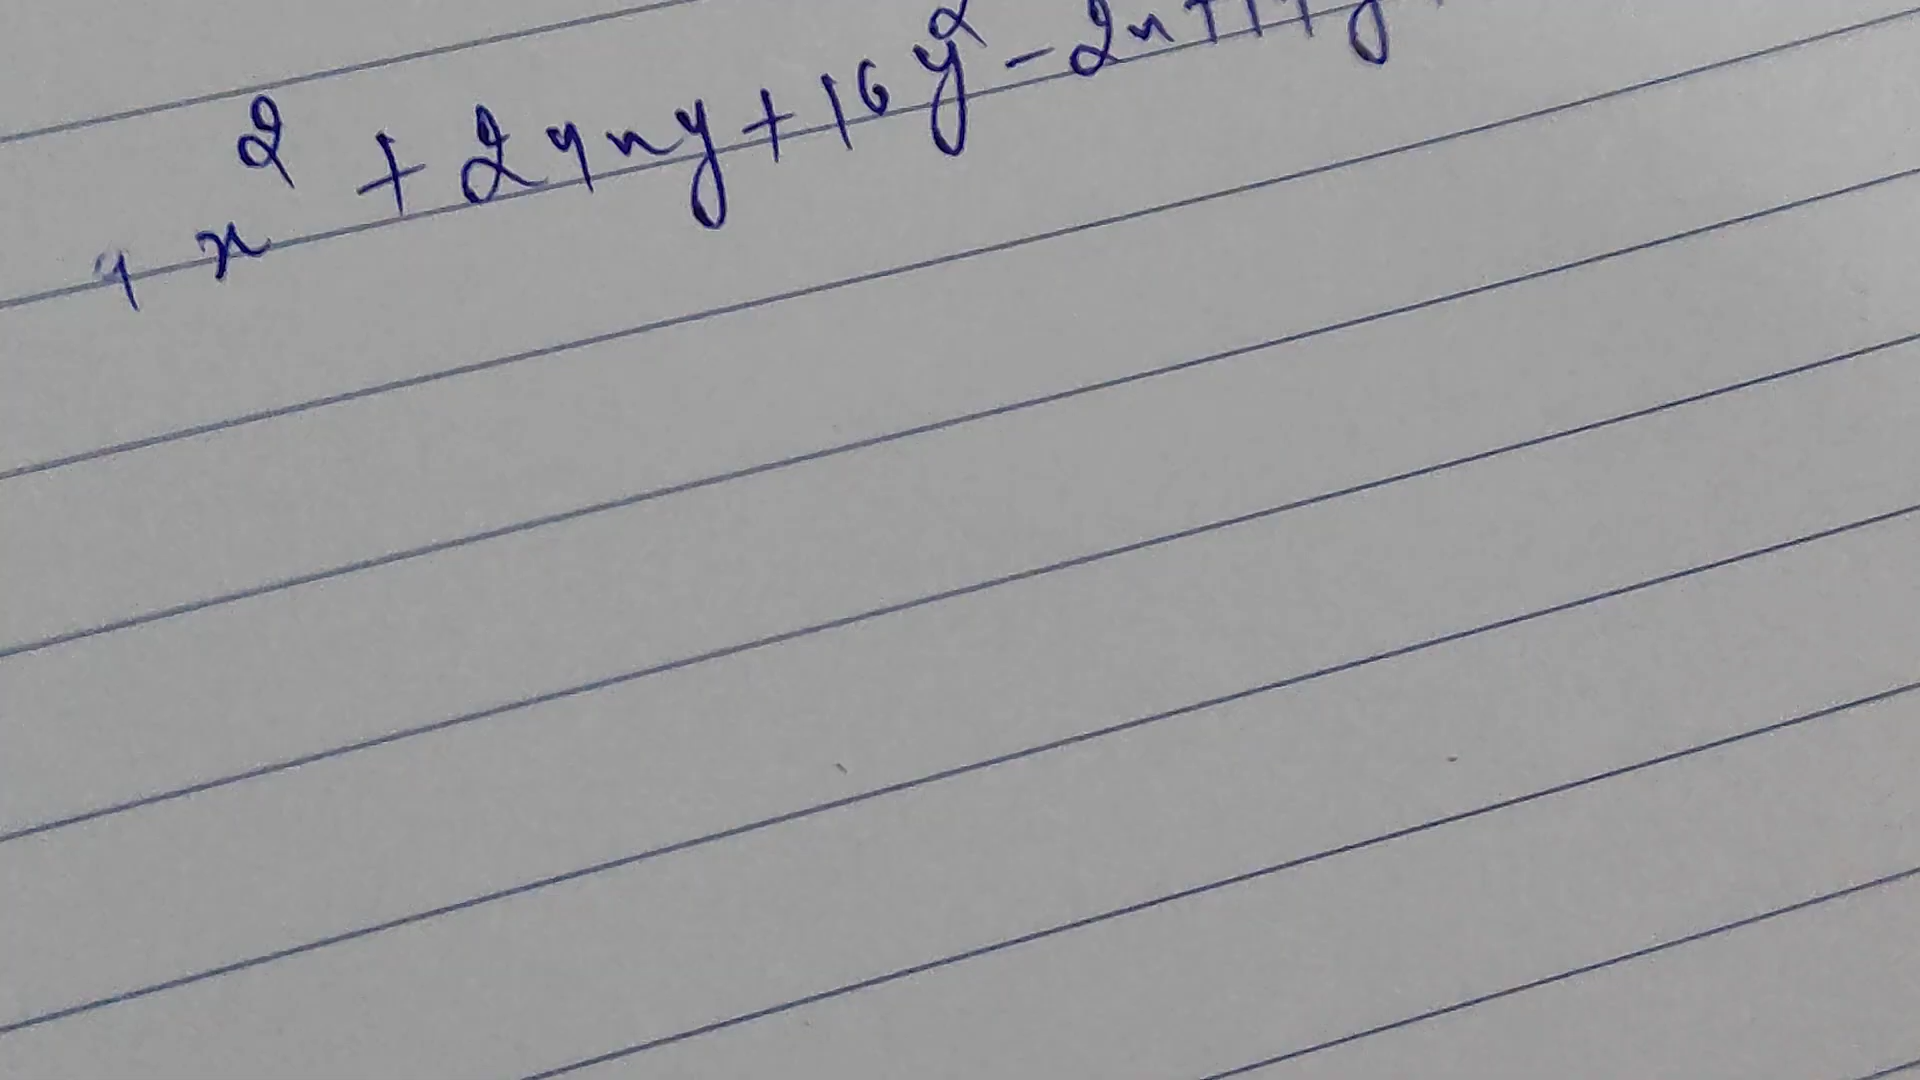 4x² + 24xy + 16y² - 2x +